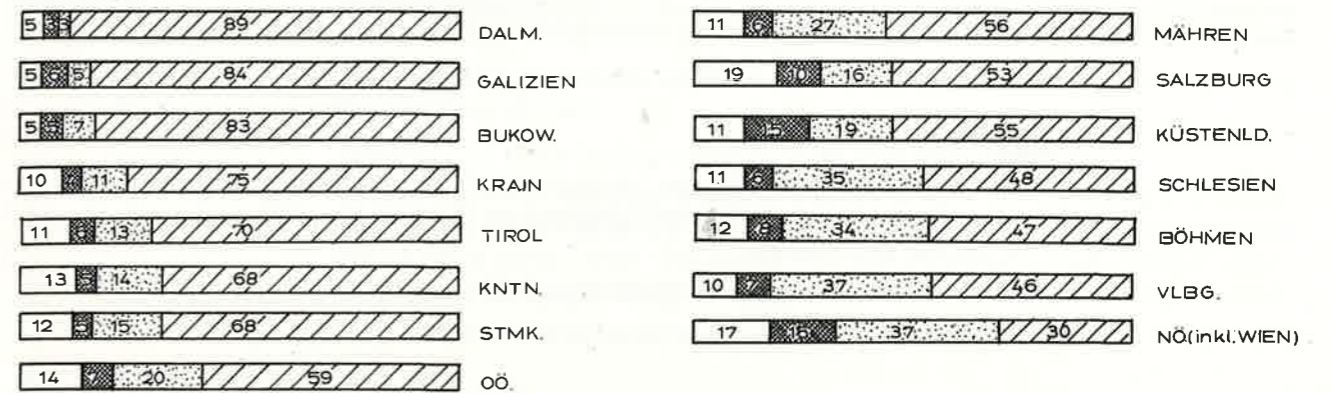 5 3 3 89 DALM.
5 6 5 84 GALIZIEN
5 5 7 83 BUKOW.
10 11 75 KRAIN
11 6 13 70 TIROL
13 5 14 68 KNTN.
12 5 15 68 STMK.
14 7 20 59 OÖ.
11 6 27 56 MÄHREN
19 10 16 53 SALZBURG
11 15 19 55 KÜSTENLD.
11 6 35 48 SCHLESIEN
12 8 34 47 BÖHMEN
10 7 37 46 VLBG.
17 16 37 30 NÖ(inkl.WIEN)